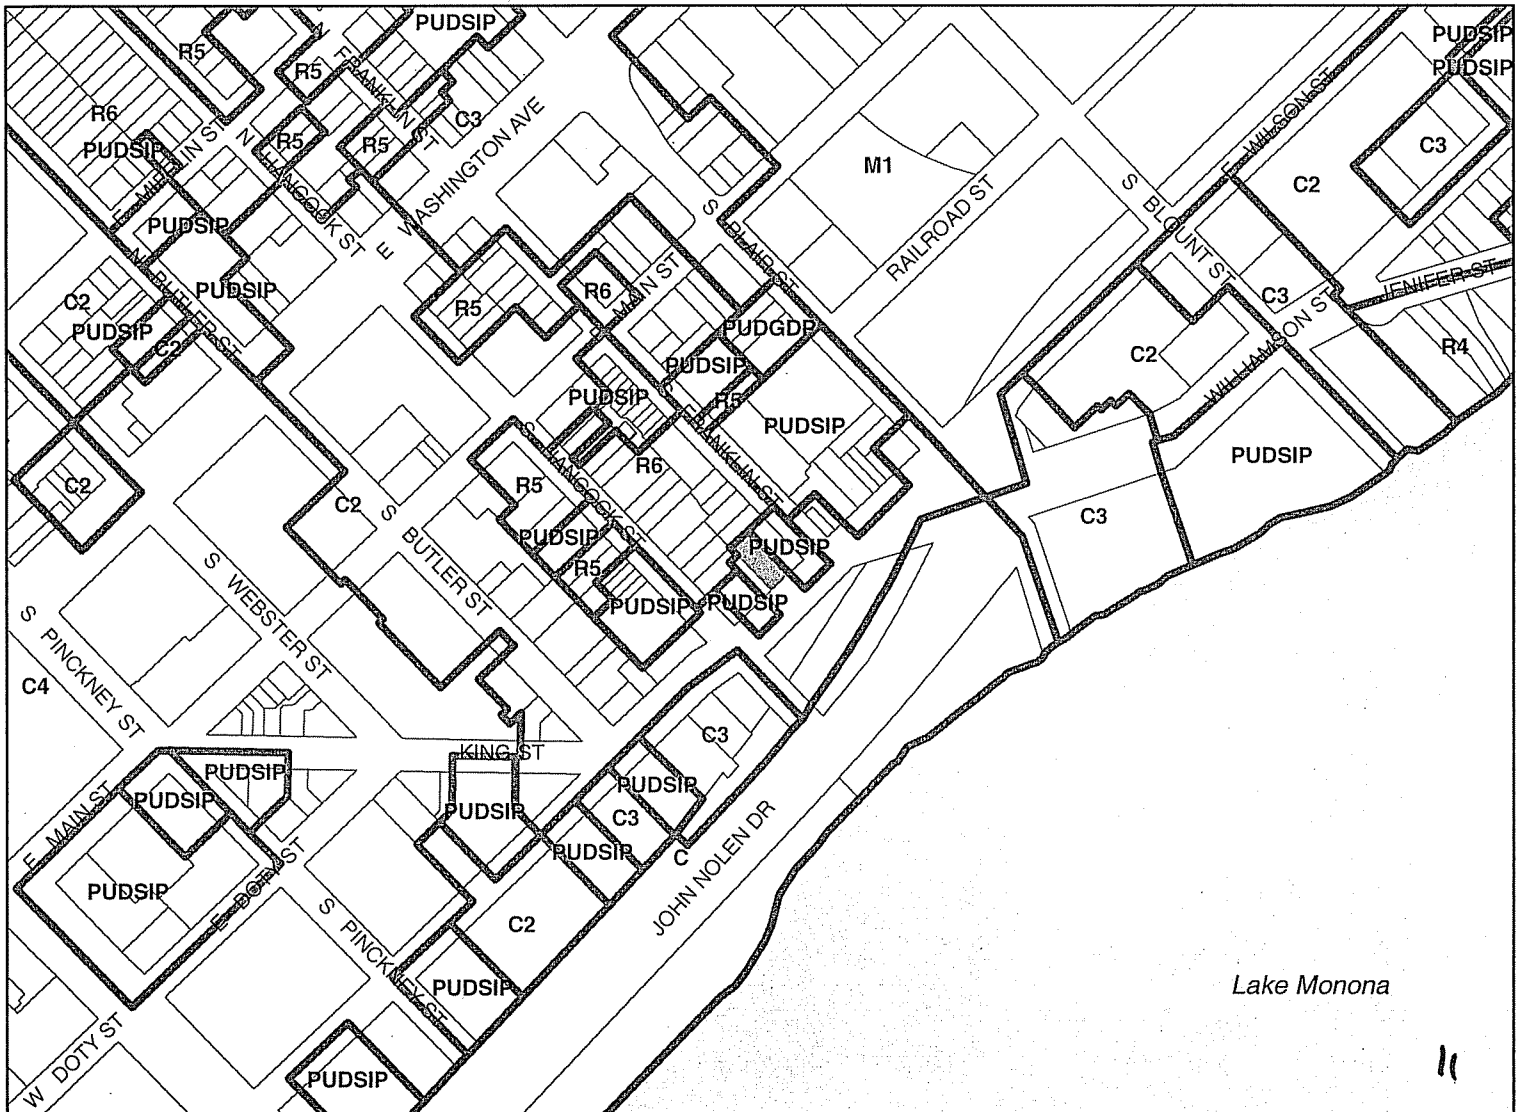 PUDSIP
N FRANKLIN ST
R5
R5
PUDSIP
PUDSIP
R6
C3
R5
R5
PUDSIP
E MIFFLIN ST
N HANCOCK ST
E WASHINGTON AVE
M1
E WILSON ST
C3
C2
S BLOUNT ST
PUDSIP
S BLAIR ST
RAILROAD ST
N BUTLER ST
PUDSIP
C2
PUDSIP
C2
R5
R6
E MAIN ST
PUDGDP
C3
JENIFER ST
R4
C2
WILLIAMSON ST
PUDSIP
PUDSIP
R5
PUDSIP
S FRANKLIN ST
PUDSIP
S HANCOCK ST
R6
C2
R5
C2
S BUTLER ST
C3
PUDSIP
PUDSIP
R5
PUDSIP
PUDSIP
S WEBSTER ST
S PINCKNEY ST
C4
KING ST
C3
PUDSIP
PUDSIP
PUDSIP
PUDSIP
C3
E MAIN ST
PUDSIP
C
JOHN NOLEN DR
PUDSIP
E DOTY ST
S PINCKNEY ST
C2
PUDSIP
Lake Monona
W DOTY ST
PUDSIP
11